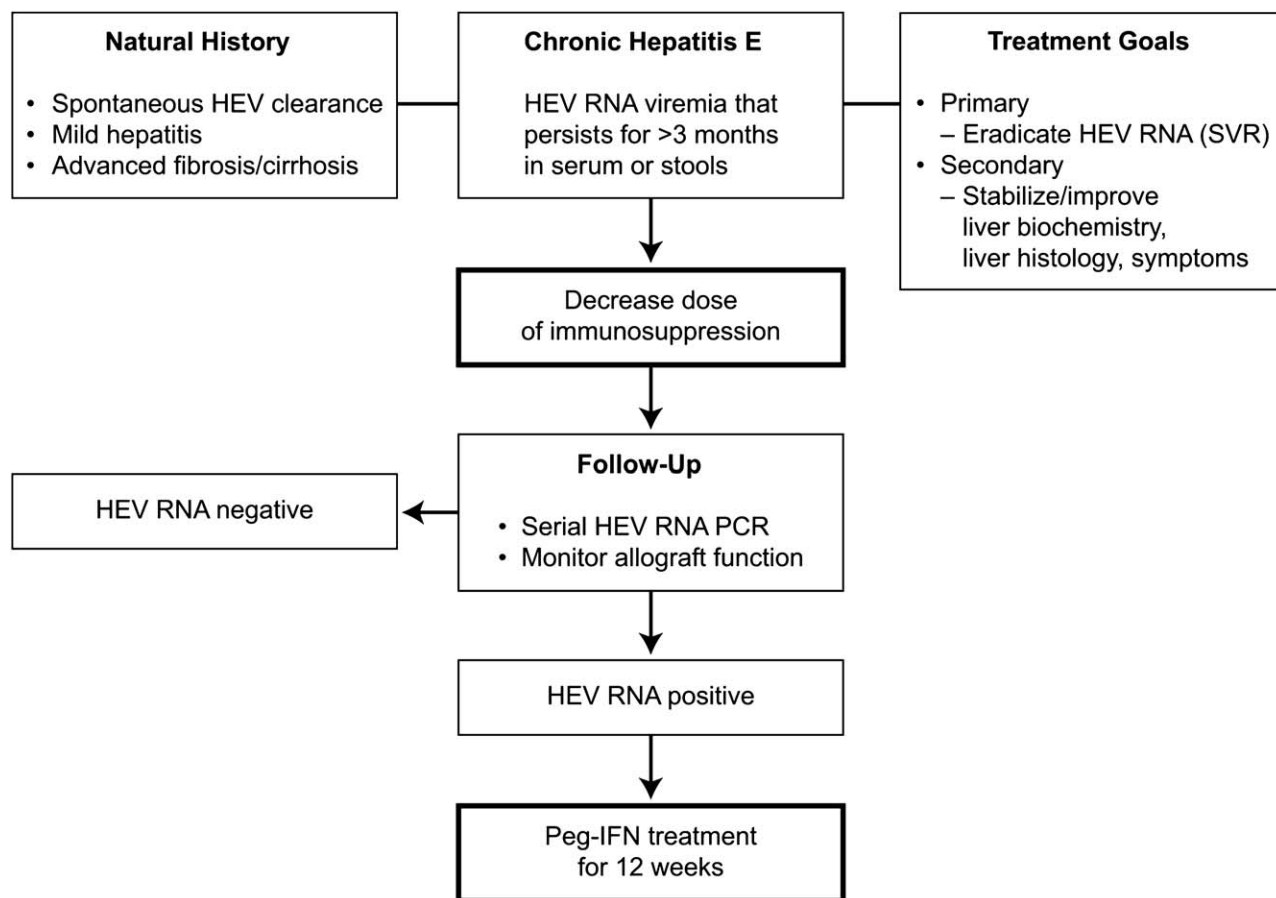 Natural History
• Spontaneous HEV clearance
• Mild hepatitis
• Advanced fibrosis/cirrhosis
Chronic Hepatitis E
HEV RNA viremia that
persists for >3 months
in serum or stools
Treatment Goals
• Primary
– Eradicate HEV RNA (SVR)
• Secondary
– Stabilize/improve
liver biochemistry,
liver histology, symptoms
Decrease dose
of immunosuppression
Follow-Up
• Serial HEV RNA PCR
• Monitor allograft function
HEV RNA negative
HEV RNA positive
Peg-IFN treatment
for 12 weeks